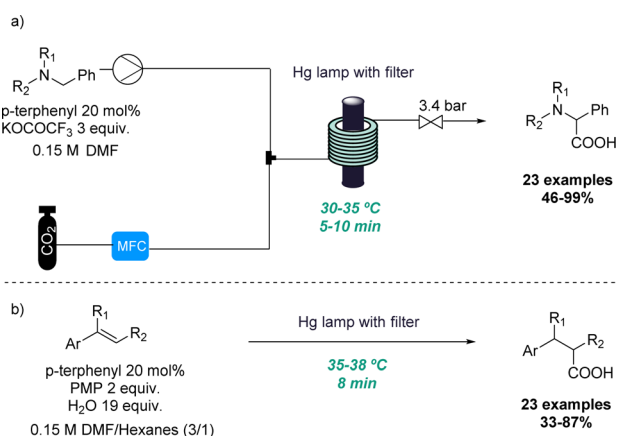 a)
R₁
N
R₂
Ph
p-terphenyl 20 mol%
KOCOCF₃ 3 equiv.
0.15 M DMF
CO₂
MFC
Hg lamp with filter
30-35 ºC
5-10 min
3.4 bar
R₁
N
R₂
Ph
COOH
23 examples
46-99%
b)
R₁
Ar
R₂
p-terphenyl 20 mol%
PMP 2 equiv.
H₂O 19 equiv.
0.15 M DMF/Hexanes (3/1)
Hg lamp with filter
35-38 ºC
8 min
R₁
Ar
R₂
COOH
23 examples
33-87%